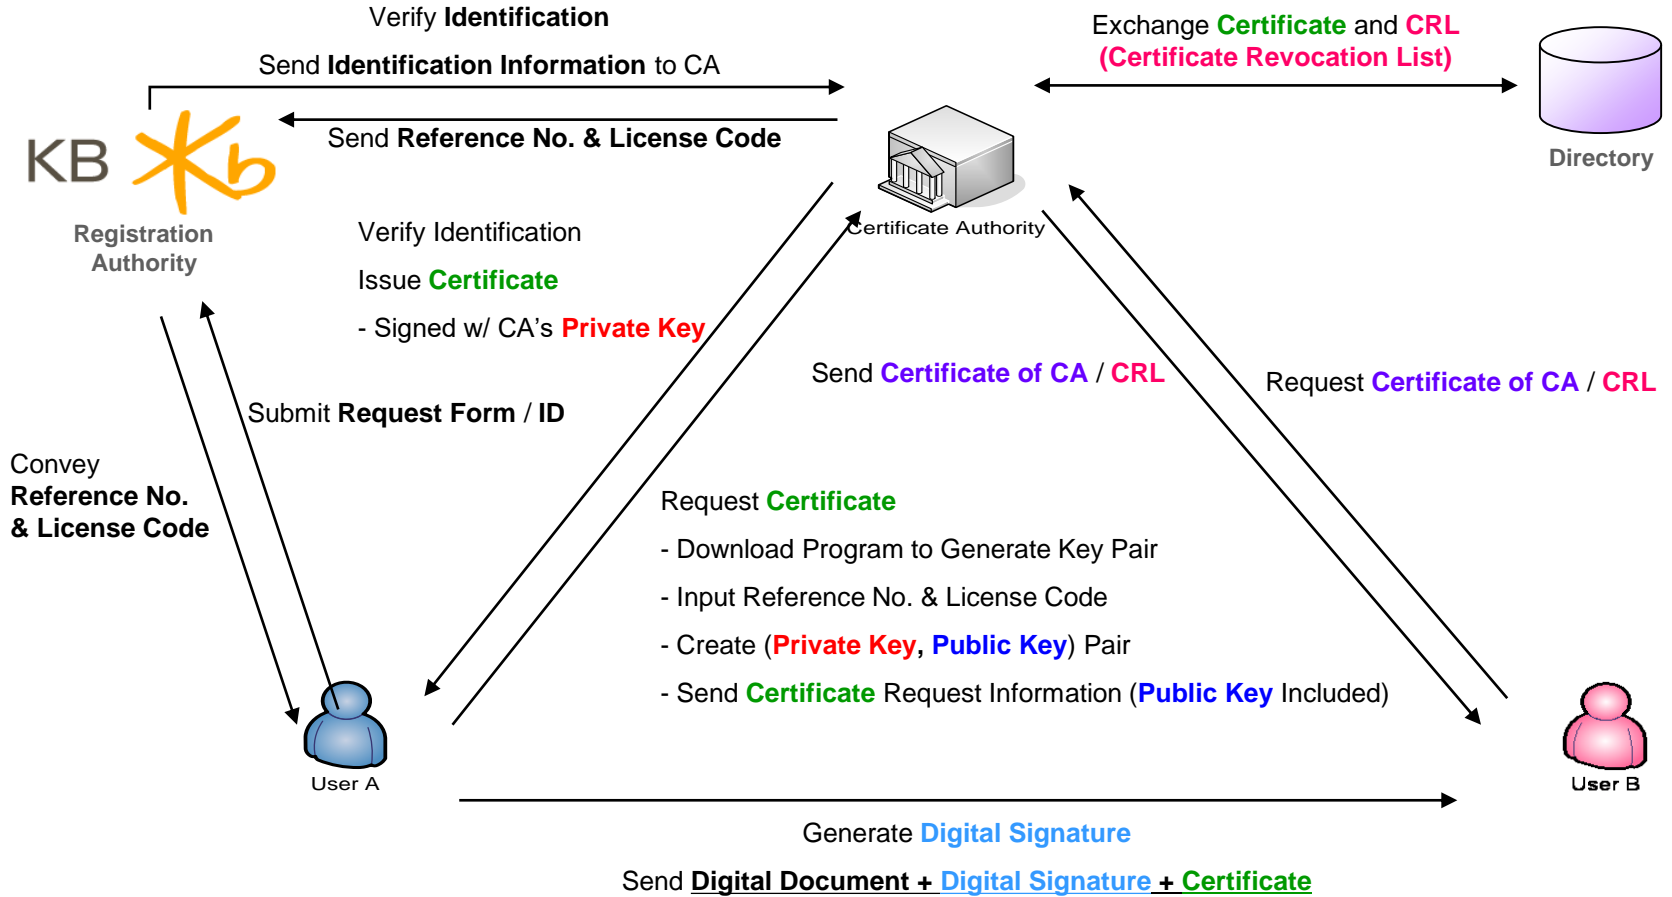 Verify Identification
Send Identification Information to CA
Exchange Certificate and CRL
(Certificate Revocation List)
Send Reference No. & License Code
KB Kb
Directory
Registration
Authority
Certificate Authority
Verify Identification
Issue Certificate
- Signed w/ CA’s Private Key
Send Certificate of CA / CRL
Request Certificate of CA / CRL
Submit Request Form / ID
Convey
Reference No.
& License Code
Request Certificate
- Download Program to Generate Key Pair
- Input Reference No. & License Code
- Create (Private Key, Public Key) Pair
- Send Certificate Request Information (Public Key Included)
User A
User B
Generate Digital Signature
Send Digital Document + Digital Signature + Certificate